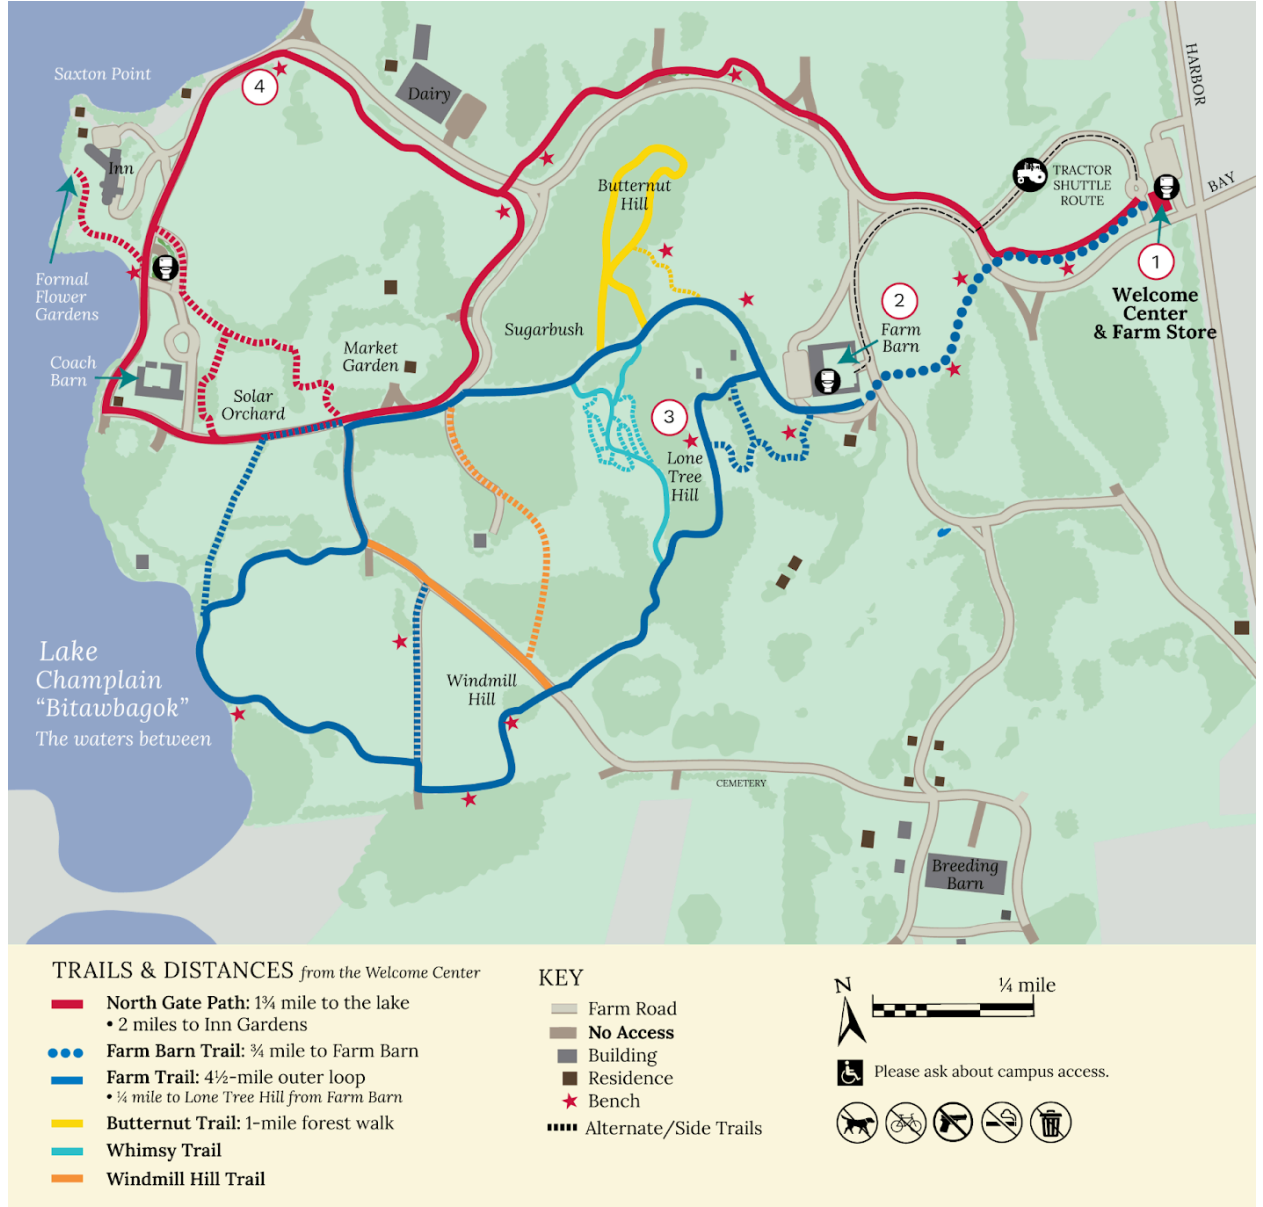 Saxton Point
4
Dairy
HARBOR
BAY
Inn
Butternut
Hill
TRACTOR
SHUTTLE
ROUTE
1
Welcome
Center
& Farm Store
Formal
Flower
Gardens
2
Farm
Barn
Sugarbush
Market
Garden
Coach
Barn
Solar
Orchard
3
Lone
Tree
Hill
Lake
Champlain
“Bitawbagok”
The waters between
Windmill
Hill
CEMETERY
Breeding
Barn
TRAILS & DISTANCES from the Welcome Center
North Gate Path: 1¾ mile to the lake
• 2 miles to Inn Gardens
Farm Barn Trail: ¾ mile to Farm Barn
Farm Trail: 4½-mile outer loop
• ¼ mile to Lone Tree Hill from Farm Barn
Butternut Trail: 1-mile forest walk
Whimsy Trail
Windmill Hill Trail
KEY
Farm Road
No Access
Building
Residence
Bench
Alternate/Side Trails
N
¼ mile
Please ask about campus access.